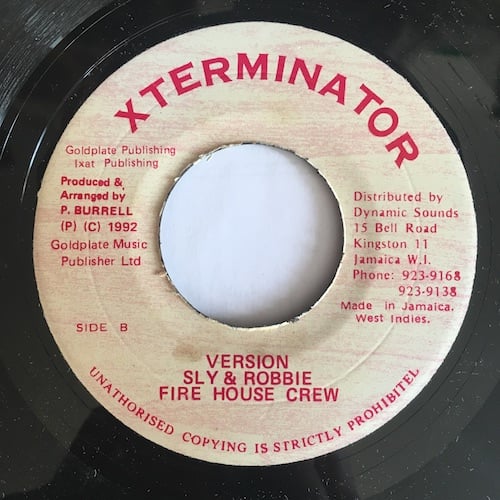 XTERMINATOR
Goldplate Publishing
Ixat Publishing
Produced &
Arranged by
P. BURRELL
(P) (C) 1992
Goldplate Music
Publisher Ltd
Distributed by
Dynamic Sounds
15 Bell Road
Kingston 11
Jamaica W.I.
Phone: 923-9168
923-9138
Made in Jamaica.
West Indies.
SIDE B
VERSION
SLY & ROBBIE
FIRE HOUSE CREW
UNATHORISED COPYING IS STRICTLY PROHIBITEL